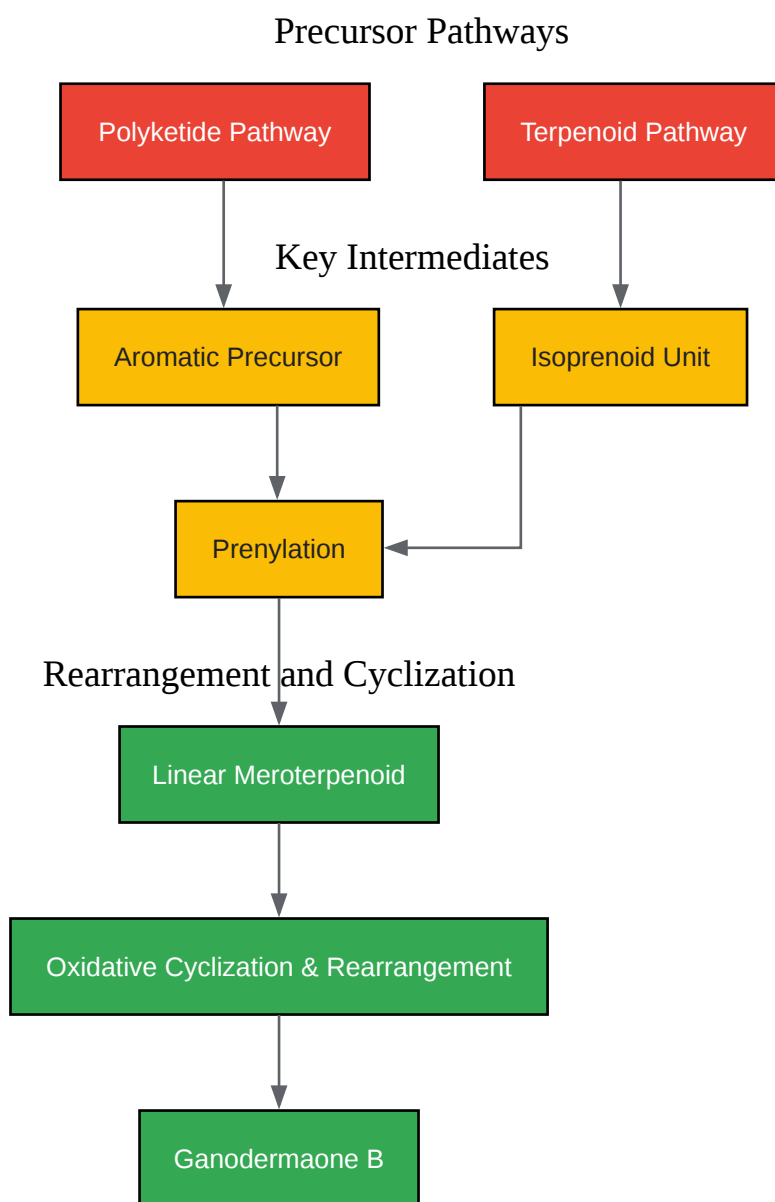 Precursor Pathways
Polyketide Pathway
Terpenoid Pathway
Key Intermediates
Aromatic Precursor
Isoprenoid Unit
Prenylation
Rearrangement and Cyclization
Linear Meroterpenoid
Oxidative Cyclization & Rearrangement
Ganodermaone B